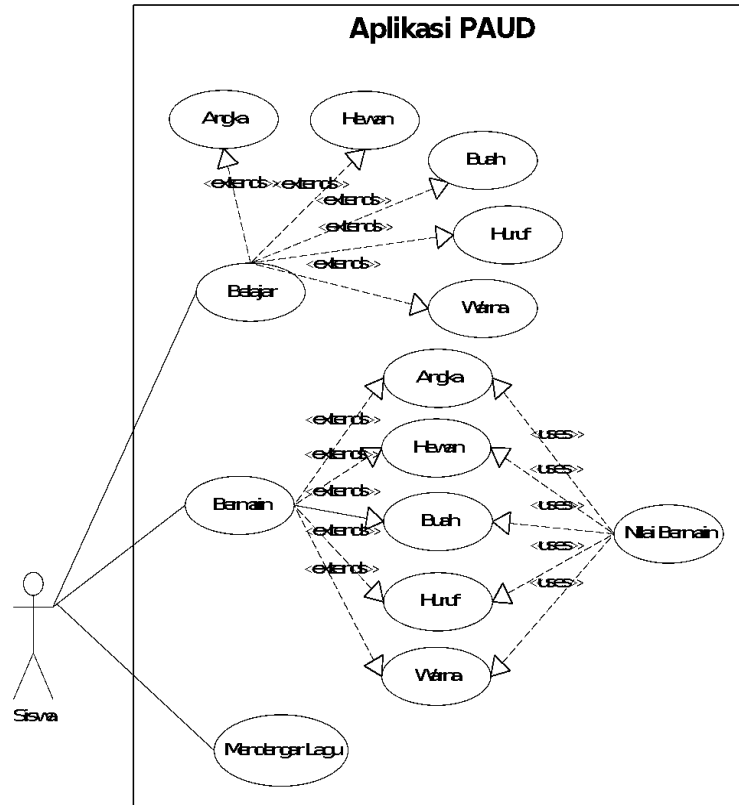 Aplikasi PAUD
Angka
Hewan
Buah
<<extends>>
<<extends>>
<<extends>>
<<extends>>
Huruf
<<extends>>
Belajar
Warna
Angka
<<extends>>
<<uses>>
Hewan
<<extends>>
<<uses>>
Bermain
<<extends>>
<<uses>>
Buah
<<extends>>
Nilai Bermain
<<uses>>
<<extends>>
<<uses>>
Huruf
Warna
Siswa
Mendengar Lagu